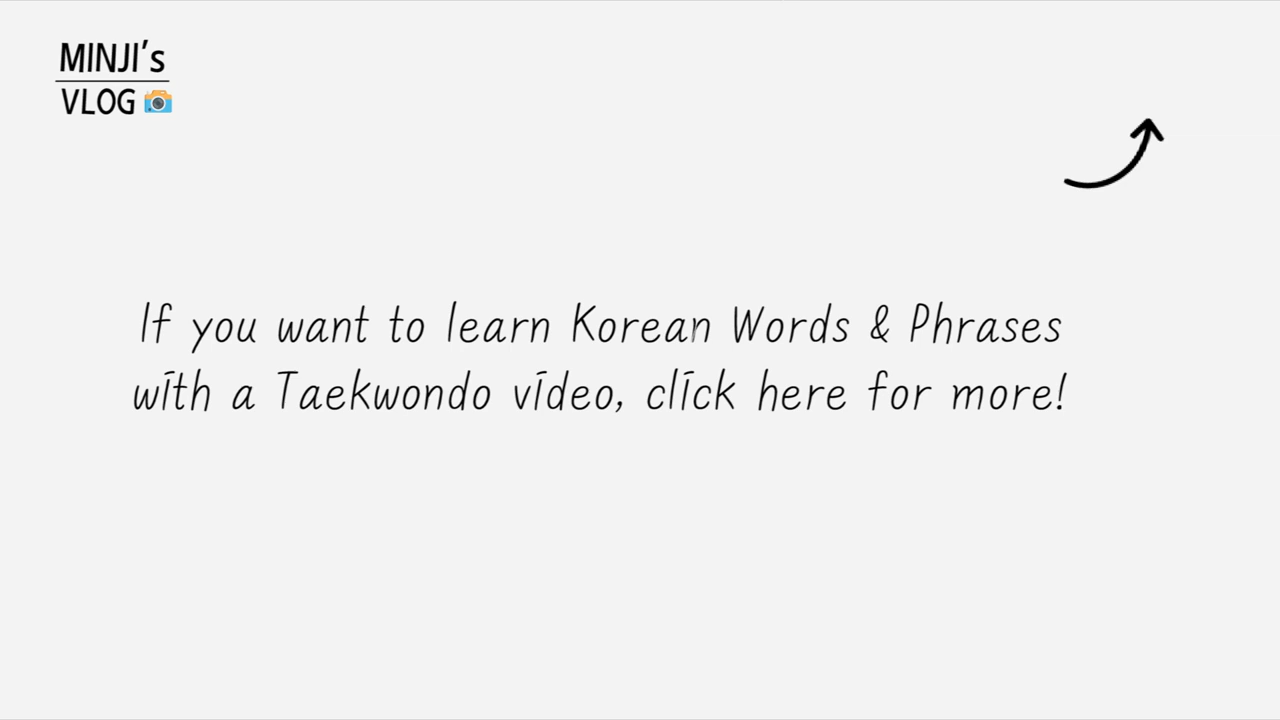 MINJI's
VLOG
If you want to learn Korean Words & Phrases
with a Taekwondo video, click here for more!